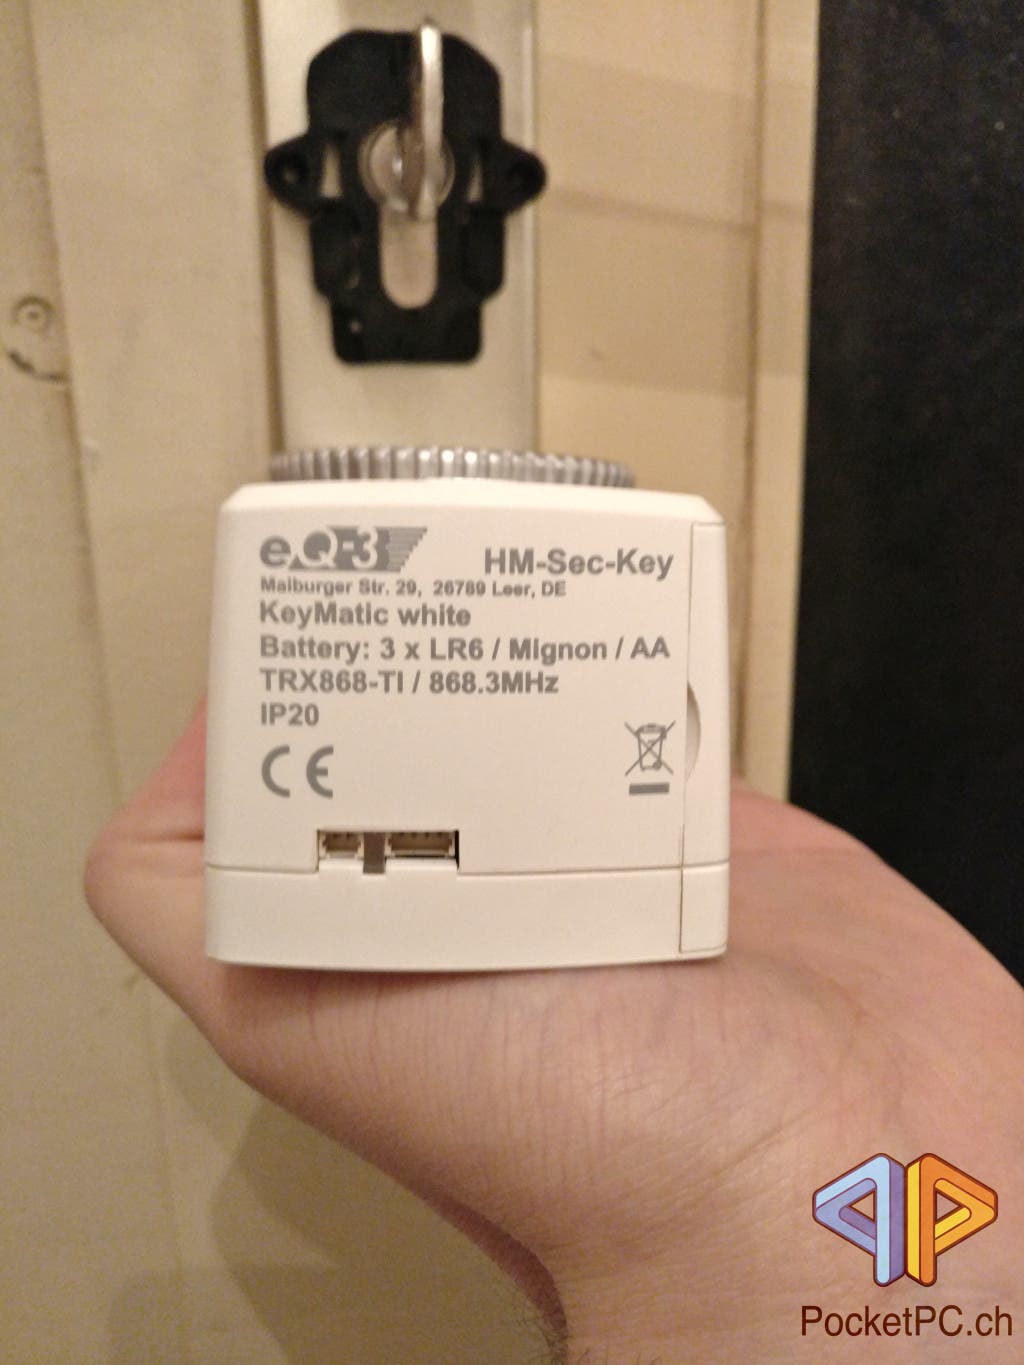 eQ-3
HM-Sec-Key
Maiburger Str. 29, 26789 Leer, DE
KeyMatic white
Battery: 3 x LR6 / Mignon / AA
TRX868-TI / 868.3MHz
IP20
CE
PocketPC.ch